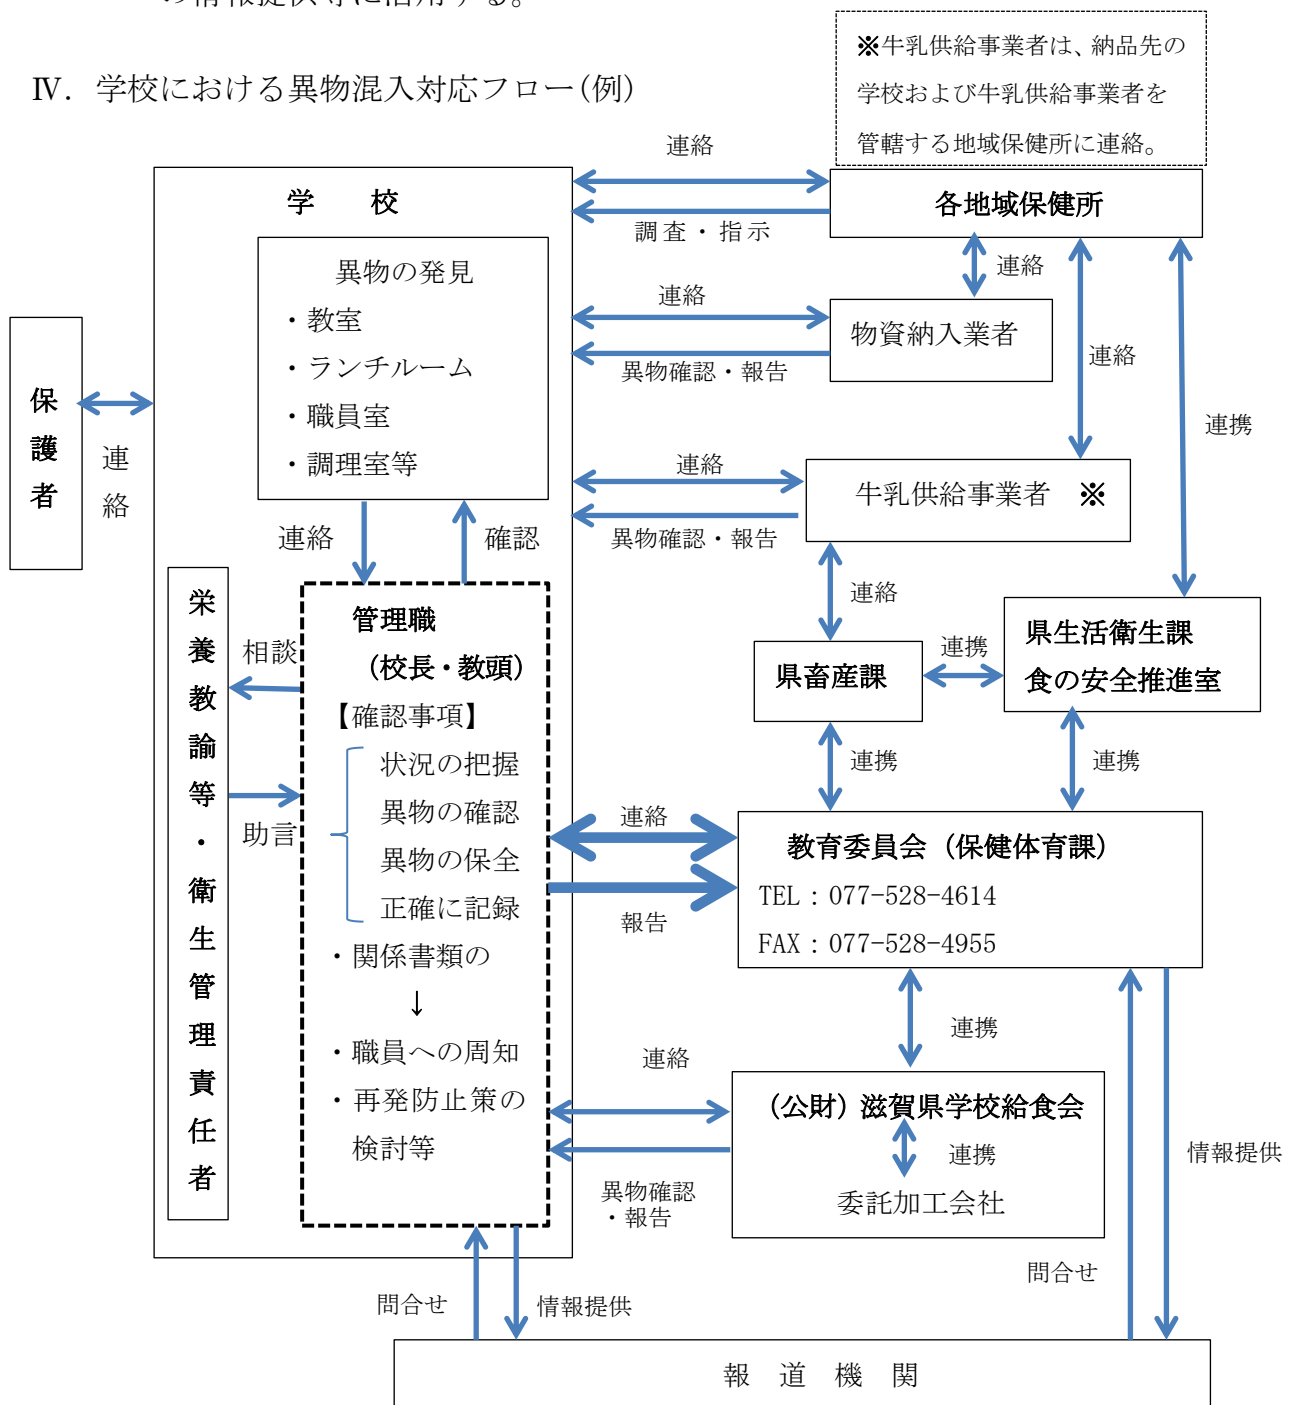 の情報提供等に活用する。
※牛乳供給事業者は、納品先の
学校および牛乳供給事業者を
管轄する地域保健所に連絡。
Ⅳ．学校における異物混入対応フロー(例)
連絡
学　校
各地域保健所
調査・指示
異物の発見
・教室
・ランチルーム
・職員室
・調理室等
連絡
連絡
物資納入業者
異物確認・報告
連絡
連携
保護者
連絡
連絡
牛乳供給事業者　※
異物確認・報告
連絡
確認
連絡
栄養教諭等・衛生管理責任者
相談
助言
管理職
（校長・教頭）
【確認事項】
状況の把握
異物の確認
異物の保全
正確に記録
・関係書類の
↓
・職員への周知
・再発防止策の
検討等
県畜産課
連携
県生活衛生課
食の安全推進室
連携
連携
連絡
報告
教育委員会（保健体育課）
TEL：077-528-4614
FAX：077-528-4955
連携
連絡
異物確認
・報告
（公財）滋賀県学校給食会
連携
委託加工会社
情報提供
問合せ
問合せ
情報提供
報道機関